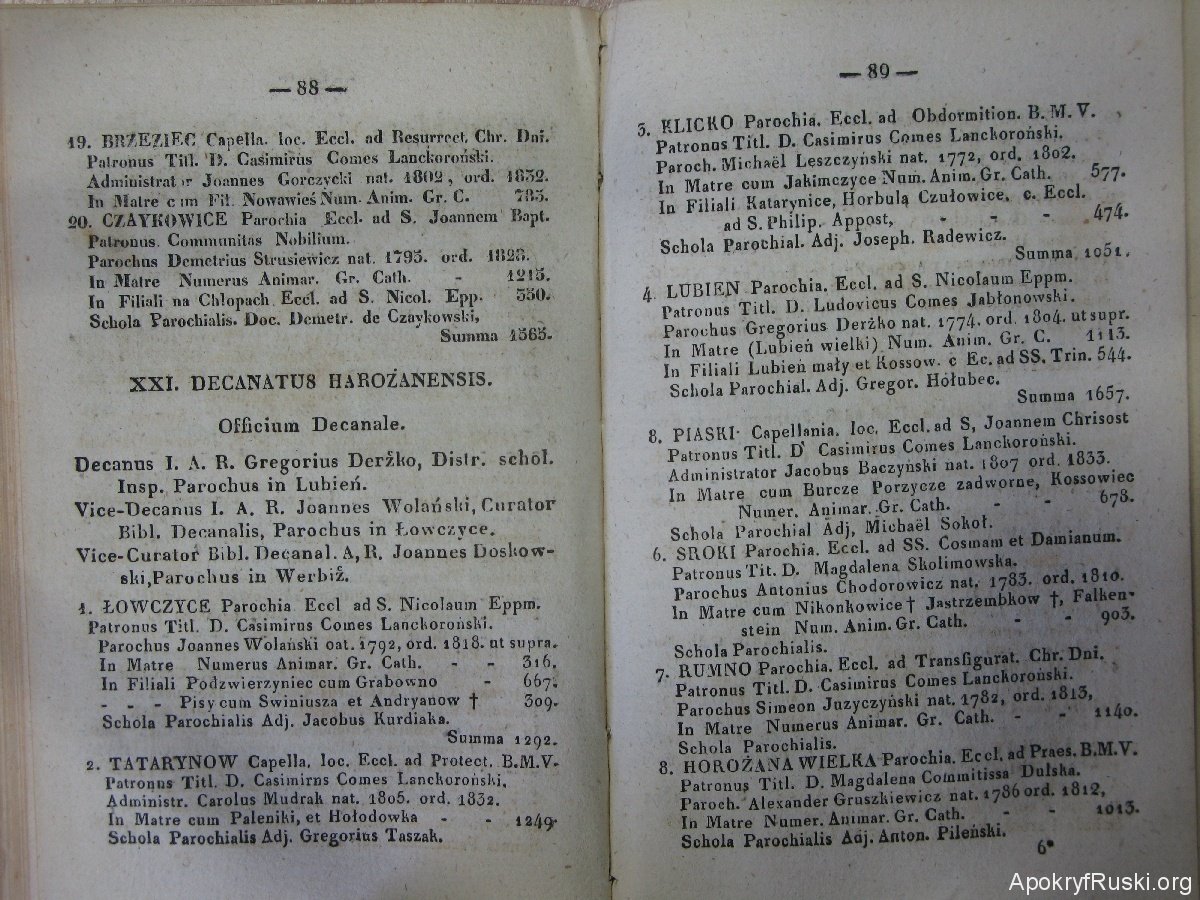 — 88 —
19. BRZEZIEC Capella. loc. Eccl. ad Resurrect. Chr. Dni.
Patronus Titl. D. Casimirus Comes Lanckoroński.
Administrator Joannes Gorczycki nat. 1802, ord. 1832.
In Matre cum Fil. Nowawieś Num. Anim. Gr. C. 783.
20. CZAYKOWICE Parochia Eccl. ad S. Joannem Bapt.
Patronus. Communitas Nobilium.
Parochus Demetrius Strusiewicz nat. 1793. ord. 1823.
In Matre Numerus Animar. Gr. Cath. - 1215.
In Filiali na Chłopach Eccl. ad S. Nicol. Epp. 350.
Schola Parochialis. Doc. Demetr. de Czaykowski,
Summa 1565.
XXI. DECANATUS HAROŻANENSIS.
Officium Decanale.
Decanus I. A. R. Gregorius Derżko, Distr. schol.
Insp. Parochus in Lubień.
Vice-Decanus I. A. R. Joannes Wolański, Curator
Bibl. Decanalis, Parochus in Łowczyce.
Vice-Curator Bibl. Decanal. A, R. Joannes Doskow-
ski, Parochus in Werbiż.
1. ŁOWCZYCE Parochia Eccl ad S. Nicolaum Eppm.
Patronus Titl. D. Casimirus Comes Lanckoroński.
Parochus Joannes Wolański oat. 1792, ord. 1818. ut supra.
In Matre Numerus Animar. Gr. Cath. - - 316.
In Filiali Podzwierzyniec cum Grabowno - 667.
- - - Pisy cum Swiniusza et Andryanow † 309.
Schola Parochialis Adj. Jacobus Kurdiaka.
Summa 1292.
2. TATARYNOW Capella. loc. Eccl. ad Protect. B.M.V.
Patronus Titl. D. Casimirns Comes Lanckoroński.
Administr. Carolus Mudrak nat. 1805. ord. 1832.
In Matre cum Paleniki, et Hołodowka - - 1249.
Schola Parochialis Adj. Gregorius Taszak.
— 89 —
3. KLICKO Parochia. Eccl. ad Obdormition. B. M. V.
Patronus Titl. D. Casimirus Comes Lanckoroński.
Paroch. Michaël Leszczyński nat. 1772, ord. 1802.
In Matre cum Jakimczyce Num. Anim. Gr. Cath. 577.
In Filiali Katarynice, Horbulą Czułowice. c. Eccl.
ad S. Philip. Appost, - - - 474.
Schola Parochial. Adj. Joseph. Radewicz.
Summa 1051.
4. LUBIEN Parochia. Eccl. ad S. Nicolaum Eppm.
Patronus Titl. D. Ludovicus Comes Jabłonowski.
Parochus Gregorius Derżko nat. 1774. ord. 1804. ut supr.
In Matre (Lubień wielki) Num. Anim. Gr. C. 1113.
In Filiali Lubień mały et Kossow. c Ec. ad SS. Trin. 544.
Schola Parochial. Adj. Gregor. Hołubec.
Summa 1657.
8. PIASKI Capellania. loc. Eccl. ad S, Joannem Chrisost
Patronus Titl. D Casimirus Comes Lanckoroński.
Administrator Jacobus Baczyński nat. 1807 ord. 1833.
In Matre cum Burcze Porzycze zadworne, Kossowiec
Numer. Animar. Gr. Cath. - - 678.
Schola Parochial Adj, Michaël Sokoł.
6. SROKI Parochia. Eccl. ad SS. Cosmam et Damianum.
Patronus Tit. D. Magdalena Skolimowska.
Parochus Antonius Chodorowicz nat. 1783. ord. 1810.
In Matre cum Nikonkowice † Jastrzembkow †, Falken-
stein Num. Anim. Gr. Cath. - - 903.
Schola Parochialis.
7. RUMNO Parochia. Eccl. ad Transfigurat. Chr. Dni.
Patronus Titl. D. Casimirus Comes Lanckoroński.
Parochus Simeon Juzyczyński nat. 1782, ord. 1813,
In Matre Numerus Animar. Gr. Cath. - - 1140.
Schola Parochialis.
8. HOROŻANA WIELKA Parochia. Eccl. ad Praes. B.M.V.
Patronus Titl. D. Magdalena Committissa Dulska.
Paroch. Alexander Gruszkiewicz nat. 1786 ord. 1812,
In Matre Numer. Animar. Gr. Cath. - - 1013.
Schola Parochialis Adj. Anton. Pileński.
6*
ApokryfRuski.org